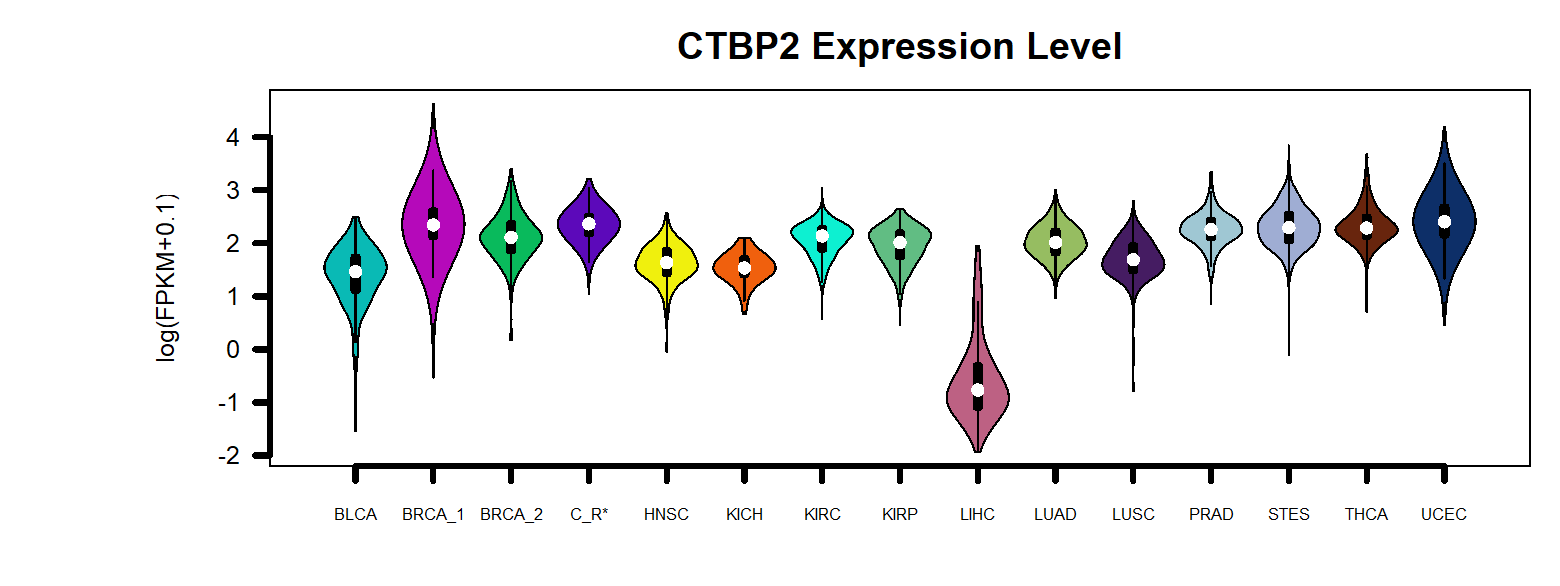 CTBP2 Expression Level
log(FPKM+0.1)
4
3
2
1
0
-1
-2
BLCA BRCA_1 BRCA_2 C_R* HNSC KICH KIRC KIRP LIHC LUAD LUSC PRAD STES THCA UCEC